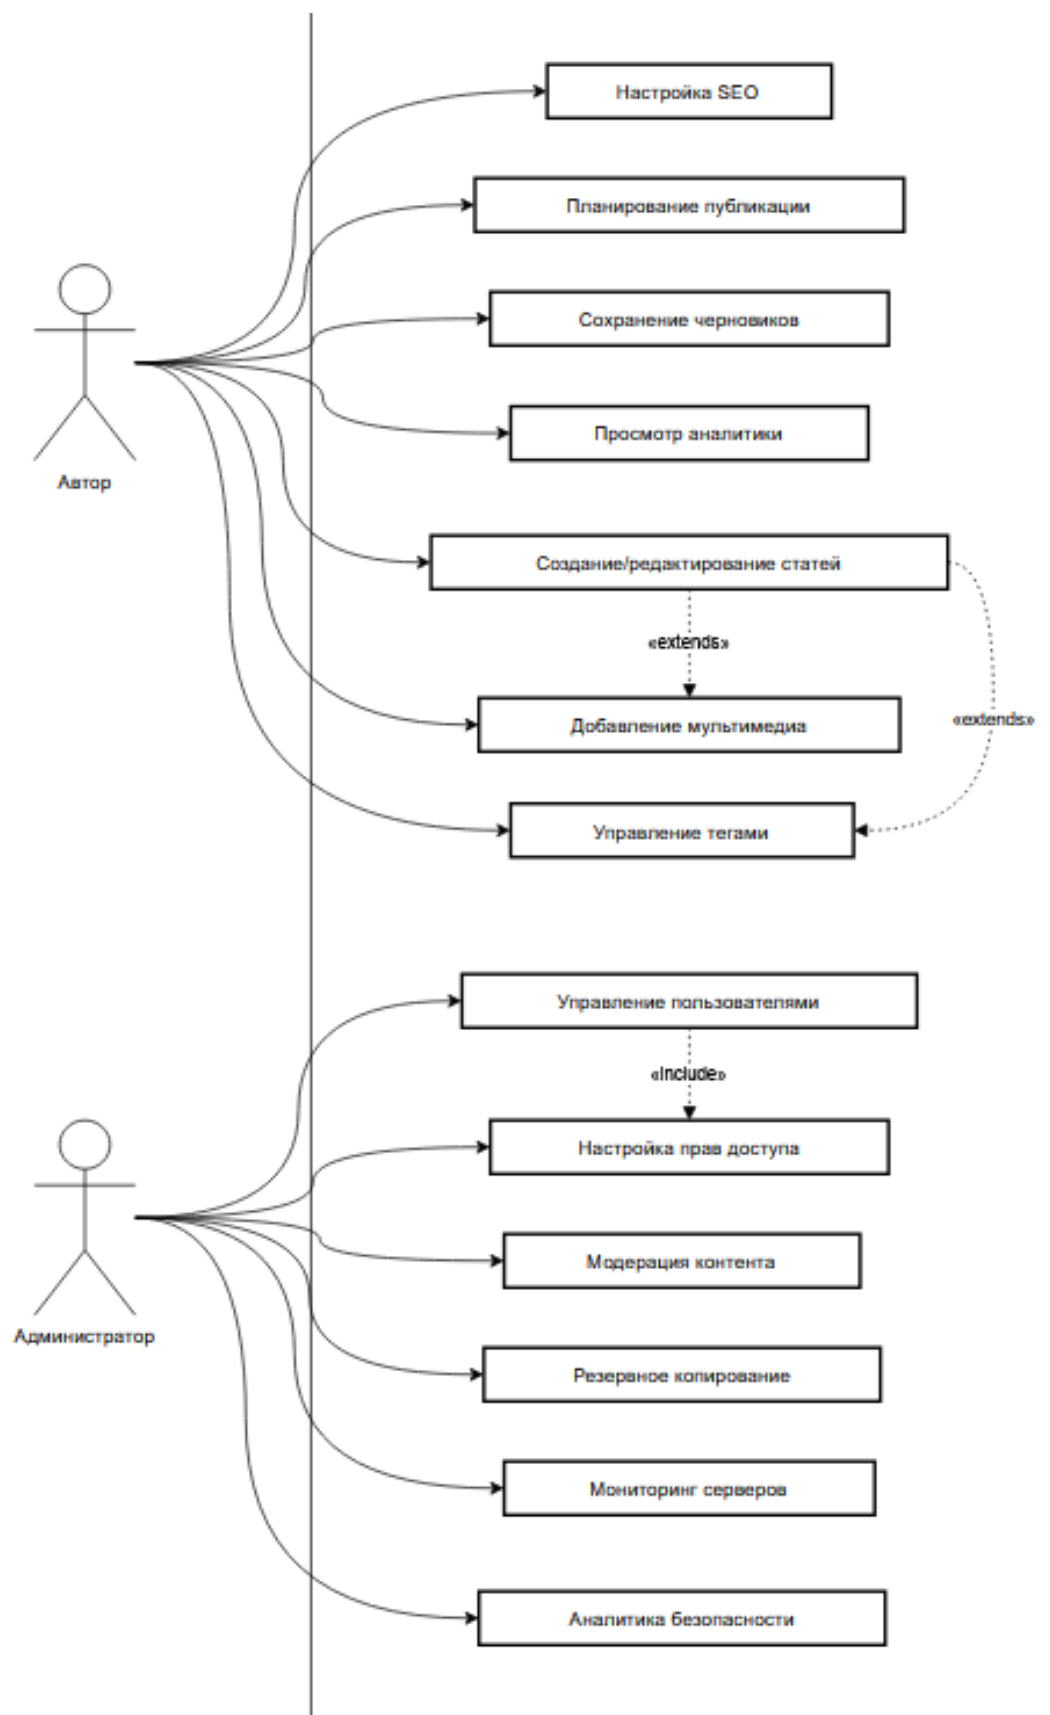 Настройка SEO
Планирование публикации
Сохранение черновиков
Просмотр аналитики
Автор
Создание/редактирование статей
«extends»
«extends»
Добавление мультимедиа
Управление тегами
Управление пользователями
«include»
Настройка прав доступа
Модерация контента
Администратор
Резервное копирование
Мониторинг серверов
Аналитика безопасности